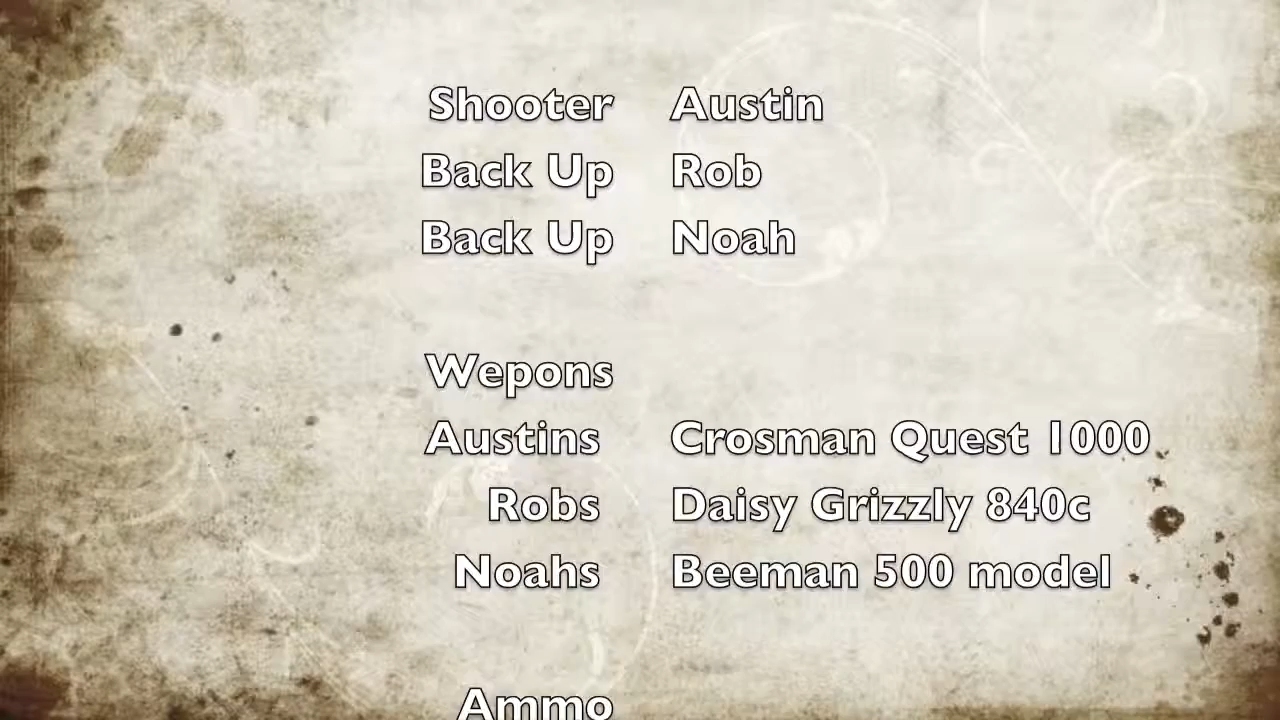 Shooter Austin
Back Up Rob
Back Up Noah
Wepons
Austins Crosman Quest 1000
Robs Daisy Grizzly 840c
Noahs Beeman 500 model
Ammo